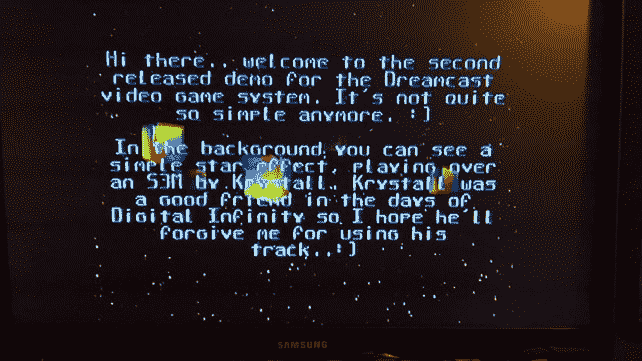 Hi there.. welcome to the second
released demo for the Dreamcast
video game system. It's not quite
so simple anymore. :)
In the background you can see a
simple star effect, playing over
an S3M by Krystall. Krystall was
a good friend in the days of
Digital Infinity so I hope he'll
forgive me for using his
track..:)
SAMSUNG